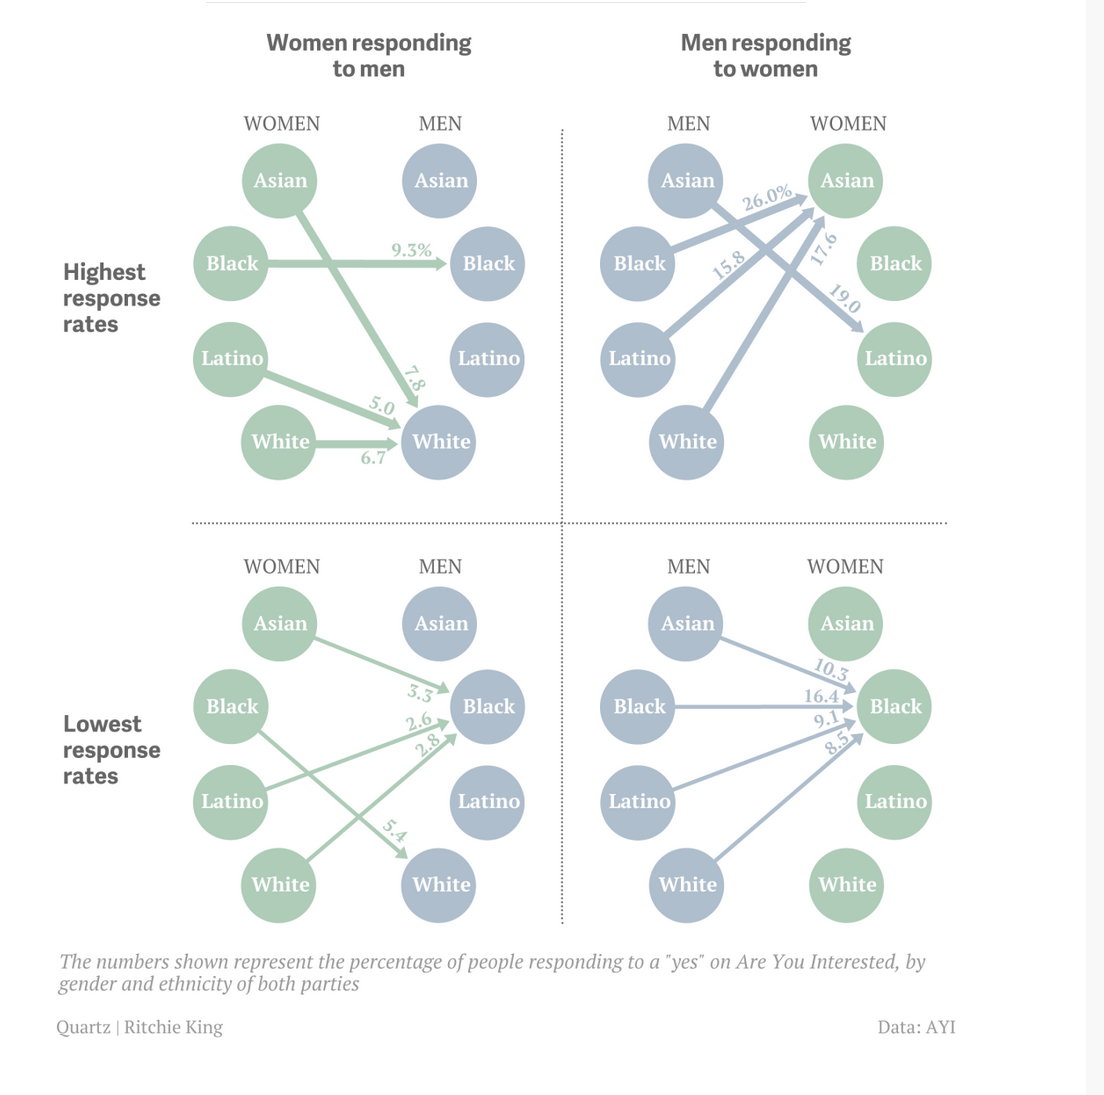 Women responding
to men
Men responding
to women
WOMEN MEN
MEN WOMEN
Highest
response
rates
Asian Asian
Black 9.3% Black
Latino Latino
7.8
5.0
White White
6.7
Asian Asian
26.0%
Black Black
15.8
17.6
19.0
Latino Latino
White White
WOMEN MEN
MEN WOMEN
Lowest
response
rates
Asian Asian
3.3
Black Black
2.6
2.8
Latino Latino
5.4
White White
Asian Asian
10.3
16.4
Black Black
9.1
8.5
Latino Latino
White White
The numbers shown represent the percentage of people responding to a "yes" on Are You Interested, by
gender and ethnicity of both parties
Quartz | Ritchie King Data: AYI